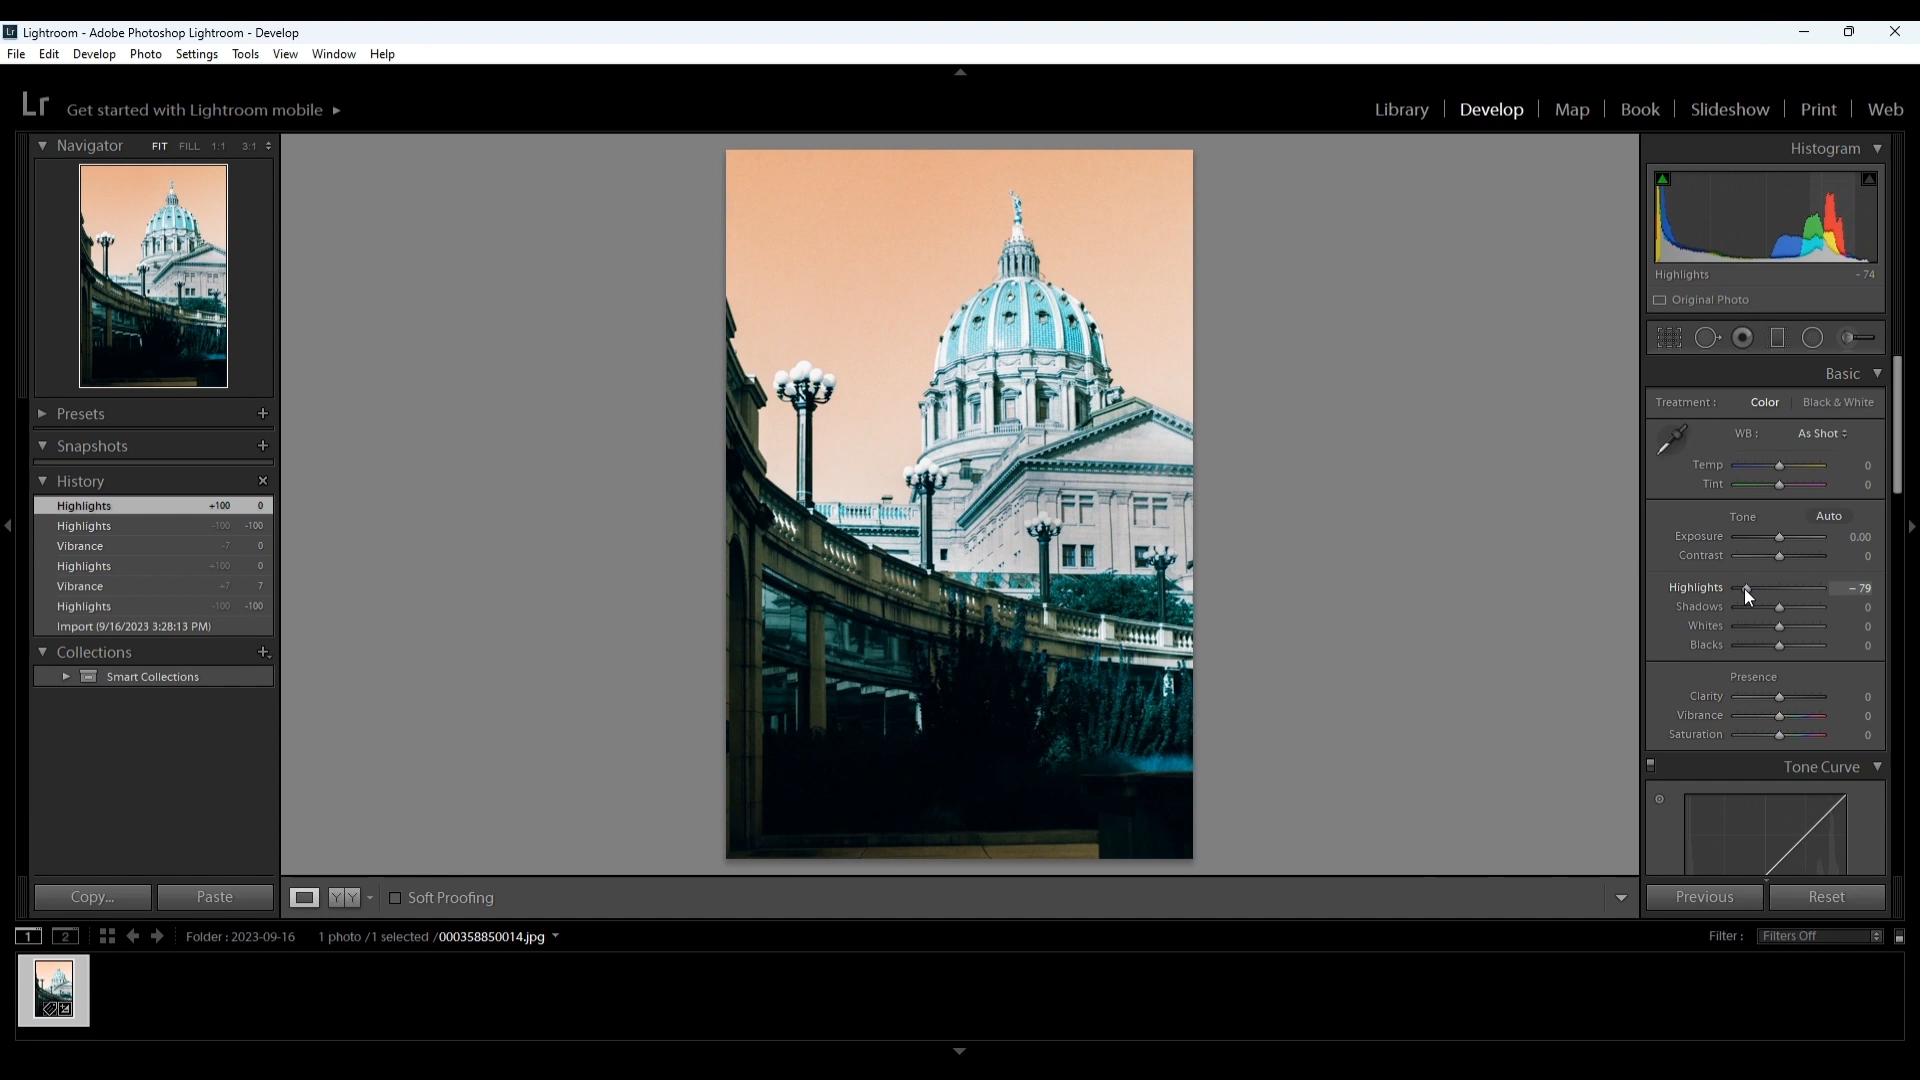 Lr Lightroom - Adobe Photoshop Lightroom - Develop
File Edit Develop Photo Settings Tools View Window Help
Lr Get started with Lightroom mobile
Library Develop Map Book Slideshow Print Web
Navigator FIT FILL 1:1 3:1
Presets
Snapshots
History
Highlights +100 0
Highlights -100 -100
Vibrance -7 0
Highlights +100 0
Vibrance +7 7
Highlights -100 -100
Import (9/16/2023 3:28:13 PM)
Collections
Smart Collections
Copy... Paste
YY Soft Proofing
Histogram
Highlights - 74
Original Photo
Basic
Treatment : Color Black & White
WB : As Shot
Temp 0
Tint 0
Tone Auto
Exposure 0.00
Contrast 0
Highlights - 79
Shadows 0
Whites 0
Blacks 0
Presence
Clarity 0
Vibrance 0
Saturation 0
Tone Curve
Previous Reset
1 2 Folder : 2023-09-16 1 photo / 1 selected / 000358850014.jpg
Filter : Filters Off